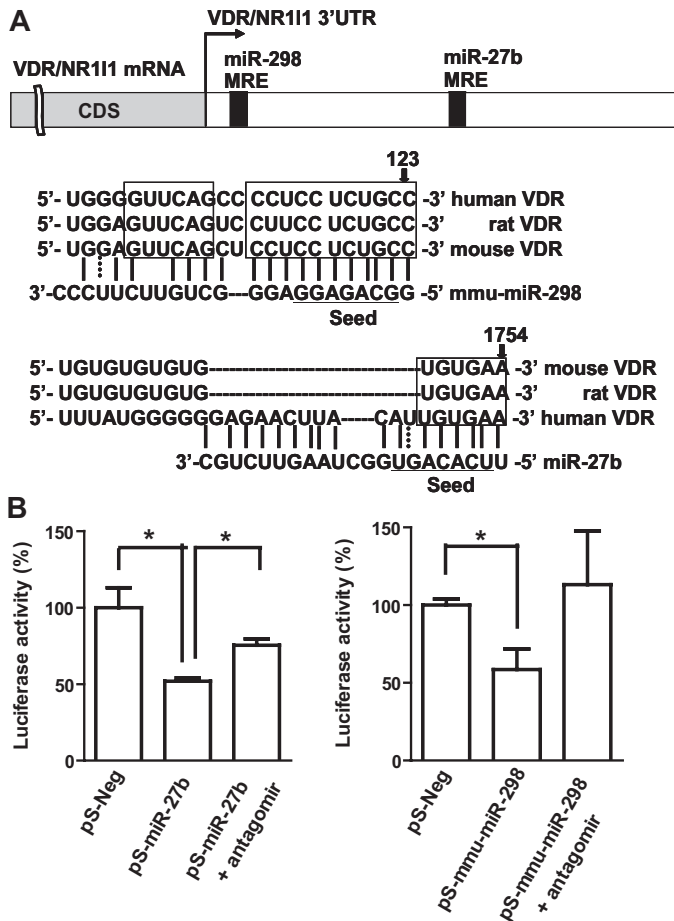 A
VDR/NR1I1 3'UTR
VDR/NR1I1 mRNA
miR-298
MRE
miR-27b
MRE
CDS
123
5'- UGGGGUUCAGCC CCUCC UCUGCC -3' human VDR
5'- UGGAGUUCAGUC CUUCC UCUGCC -3' rat VDR
5'- UGGAGUUCAGCU CCUCC UCUGCC -3' mouse VDR
3'-CCCUUCUUGUCG---GGAGGAGACGG -5' mmu-miR-298
Seed
1754
5'- UGUGUGUGUG-----------------------UGUGAA -3' mouse VDR
5'- UGUGUGUGUG-----------------------UGUGAA -3' rat VDR
5'- UUUAUGGGGGGAGAACUUA-----CAUUGUGAA -3' human VDR
3'-CGUCUUGAAUCGGUGACACUU -5' miR-27b
Seed
B
Luciferase activity (%)
150
100
50
0
*
*
pS-Neg
pS-miR-27b
pS-miR-27b
+ antagomir
Luciferase activity (%)
150
100
50
0
*
pS-Neg
pS-mmu-miR-298
pS-mmu-miR-298
+ antagomir